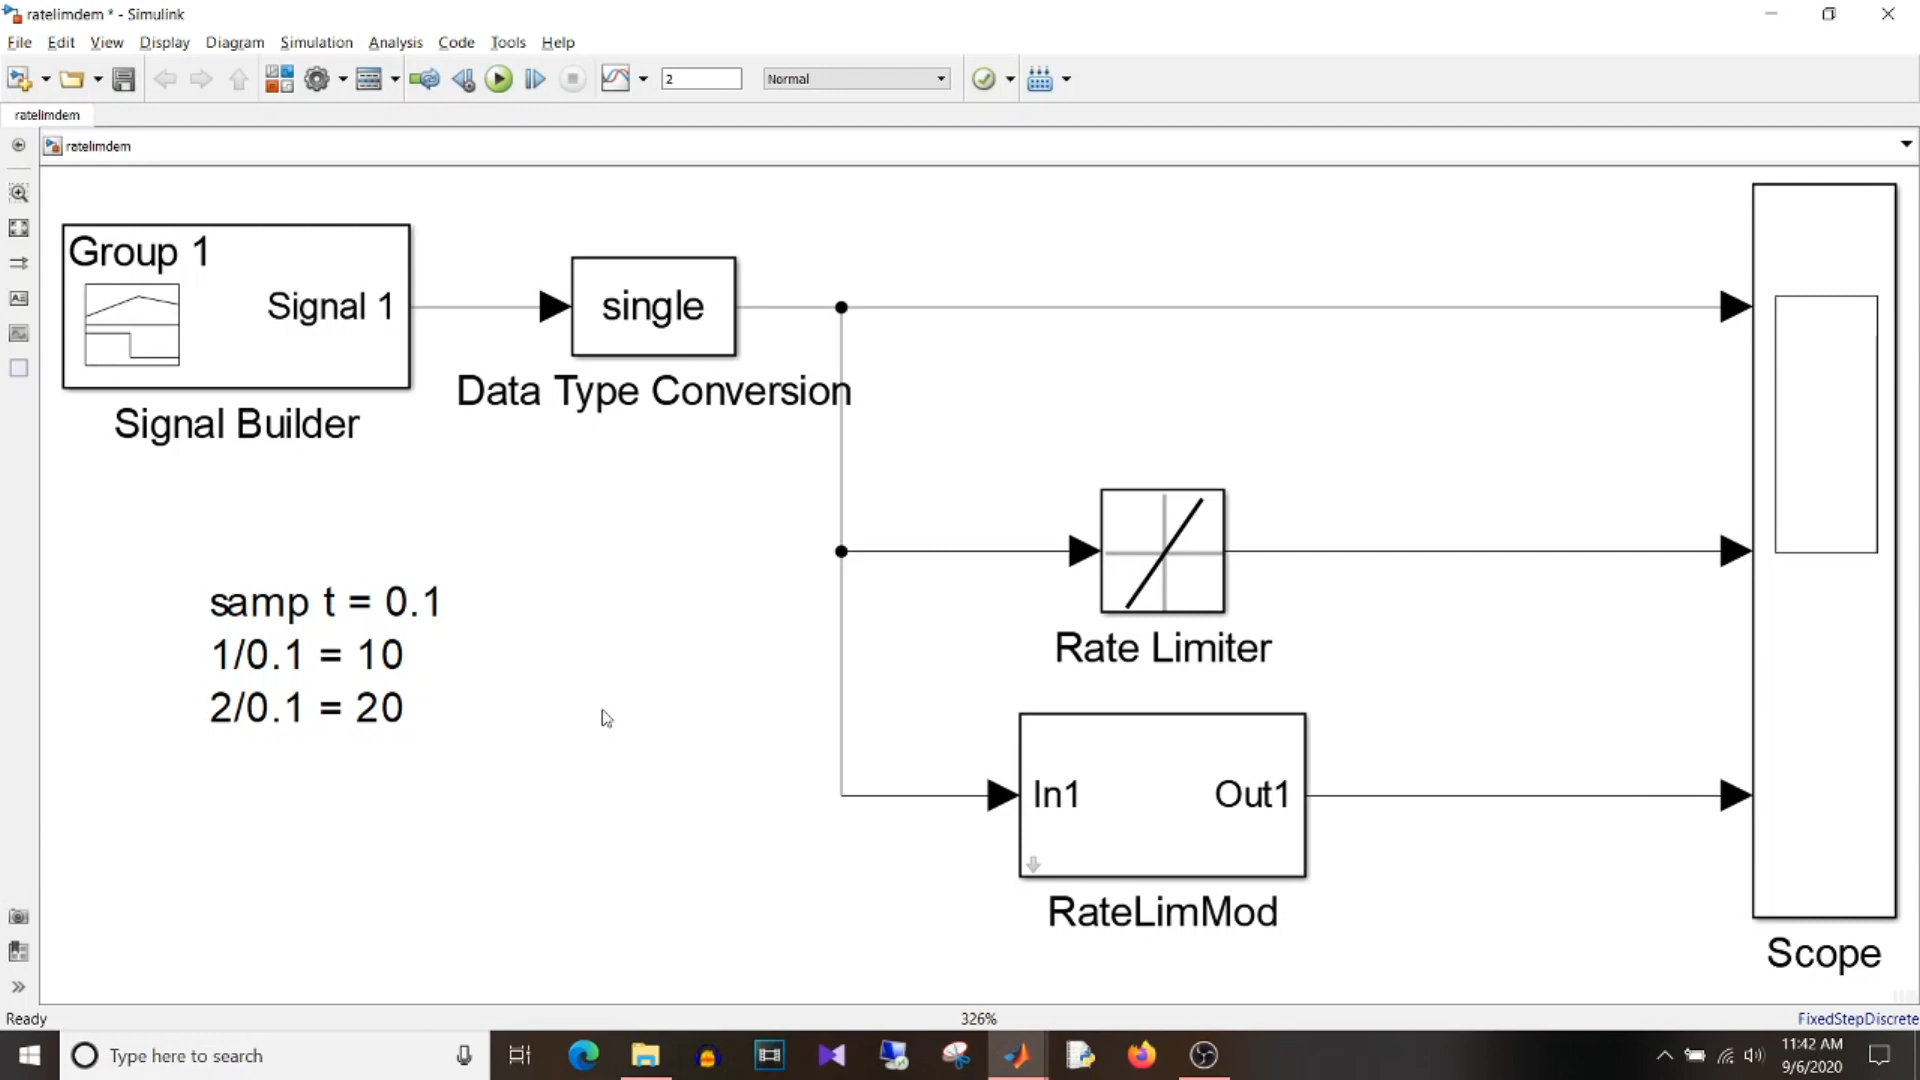 ratelimdem * - Simulink
File Edit View Display Diagram Simulation Analysis Code Tools Help
2
Normal
ratelimdem
ratelimdem
Group 1
Signal 1
Signal Builder
single
Data Type Conversion
samp t = 0.1
1/0.1 = 10
2/0.1 = 20
Rate Limiter
In1
Out1
RateLimMod
Scope
Ready
326%
FixedStepDiscrete
Type here to search
11:42 AM
9/6/2020